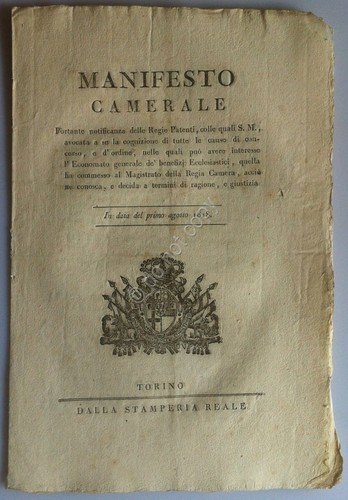 MANIFESTO
CAMERALE
Portante notificanza delle Regie Patenti, colle quali S. M.,
avocata a se la cognizione di tutte le cause di con-
corso, e d'ordine, nelle quali può avere interesse
l'Economato generale de' benefizj Ecclesiastici, quella
ha commesso al Magistrato della Regia Camera, acciò
ne conosca, e decida a termini di ragione, e giustizia
In data del primo agosto
TORINO
DALLA STAMPERIA REALE